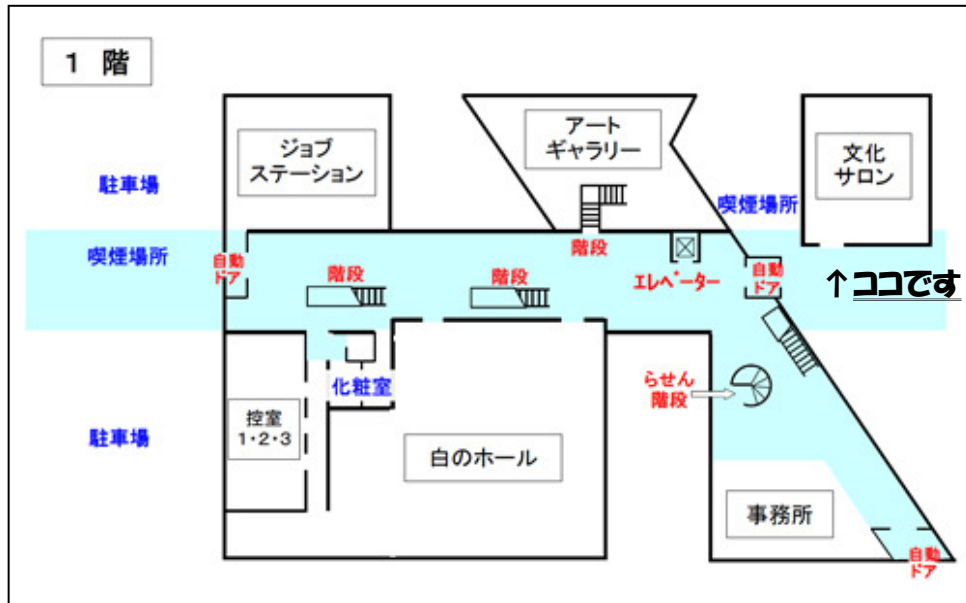 1 階
ジョブ
ステーション
アート
ギャラリー
文化
サロン
駐車場
喫煙場所
喫煙場所
自動
ドア
階段
階段
階段
エレベーター
自動
ドア
↑ココです
化粧室
らせん
階段
控室
1・2・3
駐車場
白のホール
事務所
自動
ドア